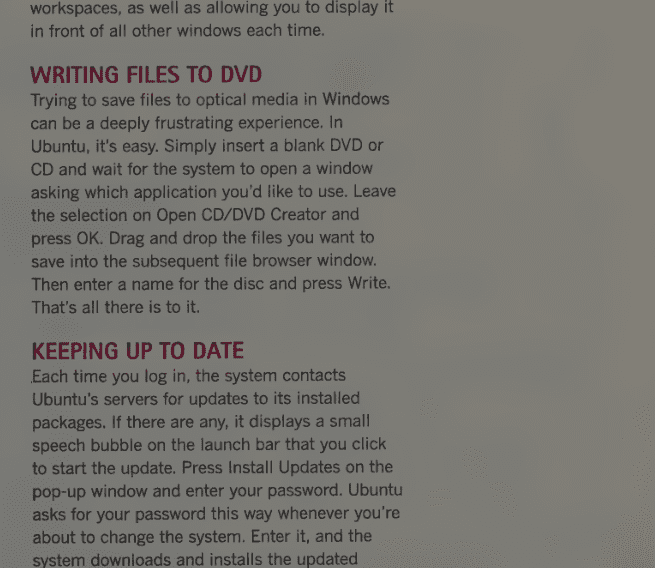 workspaces, as well as allowing you to display it
in front of all other windows each time.
WRITING FILES TO DVD
Trying to save files to optical media in Windows
can be a deeply frustrating experience. In
Ubuntu, it's easy. Simply insert a blank DVD or
CD and wait for the system to open a window
asking which application you'd like to use. Leave
the selection on Open CD/DVD Creator and
press OK. Drag and drop the files you want to
save into the subsequent file browser window.
Then enter a name for the disc and press Write.
That's all there is to it.
KEEPING UP TO DATE
Each time you log in, the system contacts
Ubuntu's servers for updates to its installed
packages. If there are any, it displays a small
speech bubble on the launch bar that you click
to start the update. Press Install Updates on the
pop-up window and enter your password. Ubuntu
asks for your password this way whenever you're
about to change the system. Enter it, and the
system downloads and installs the updated